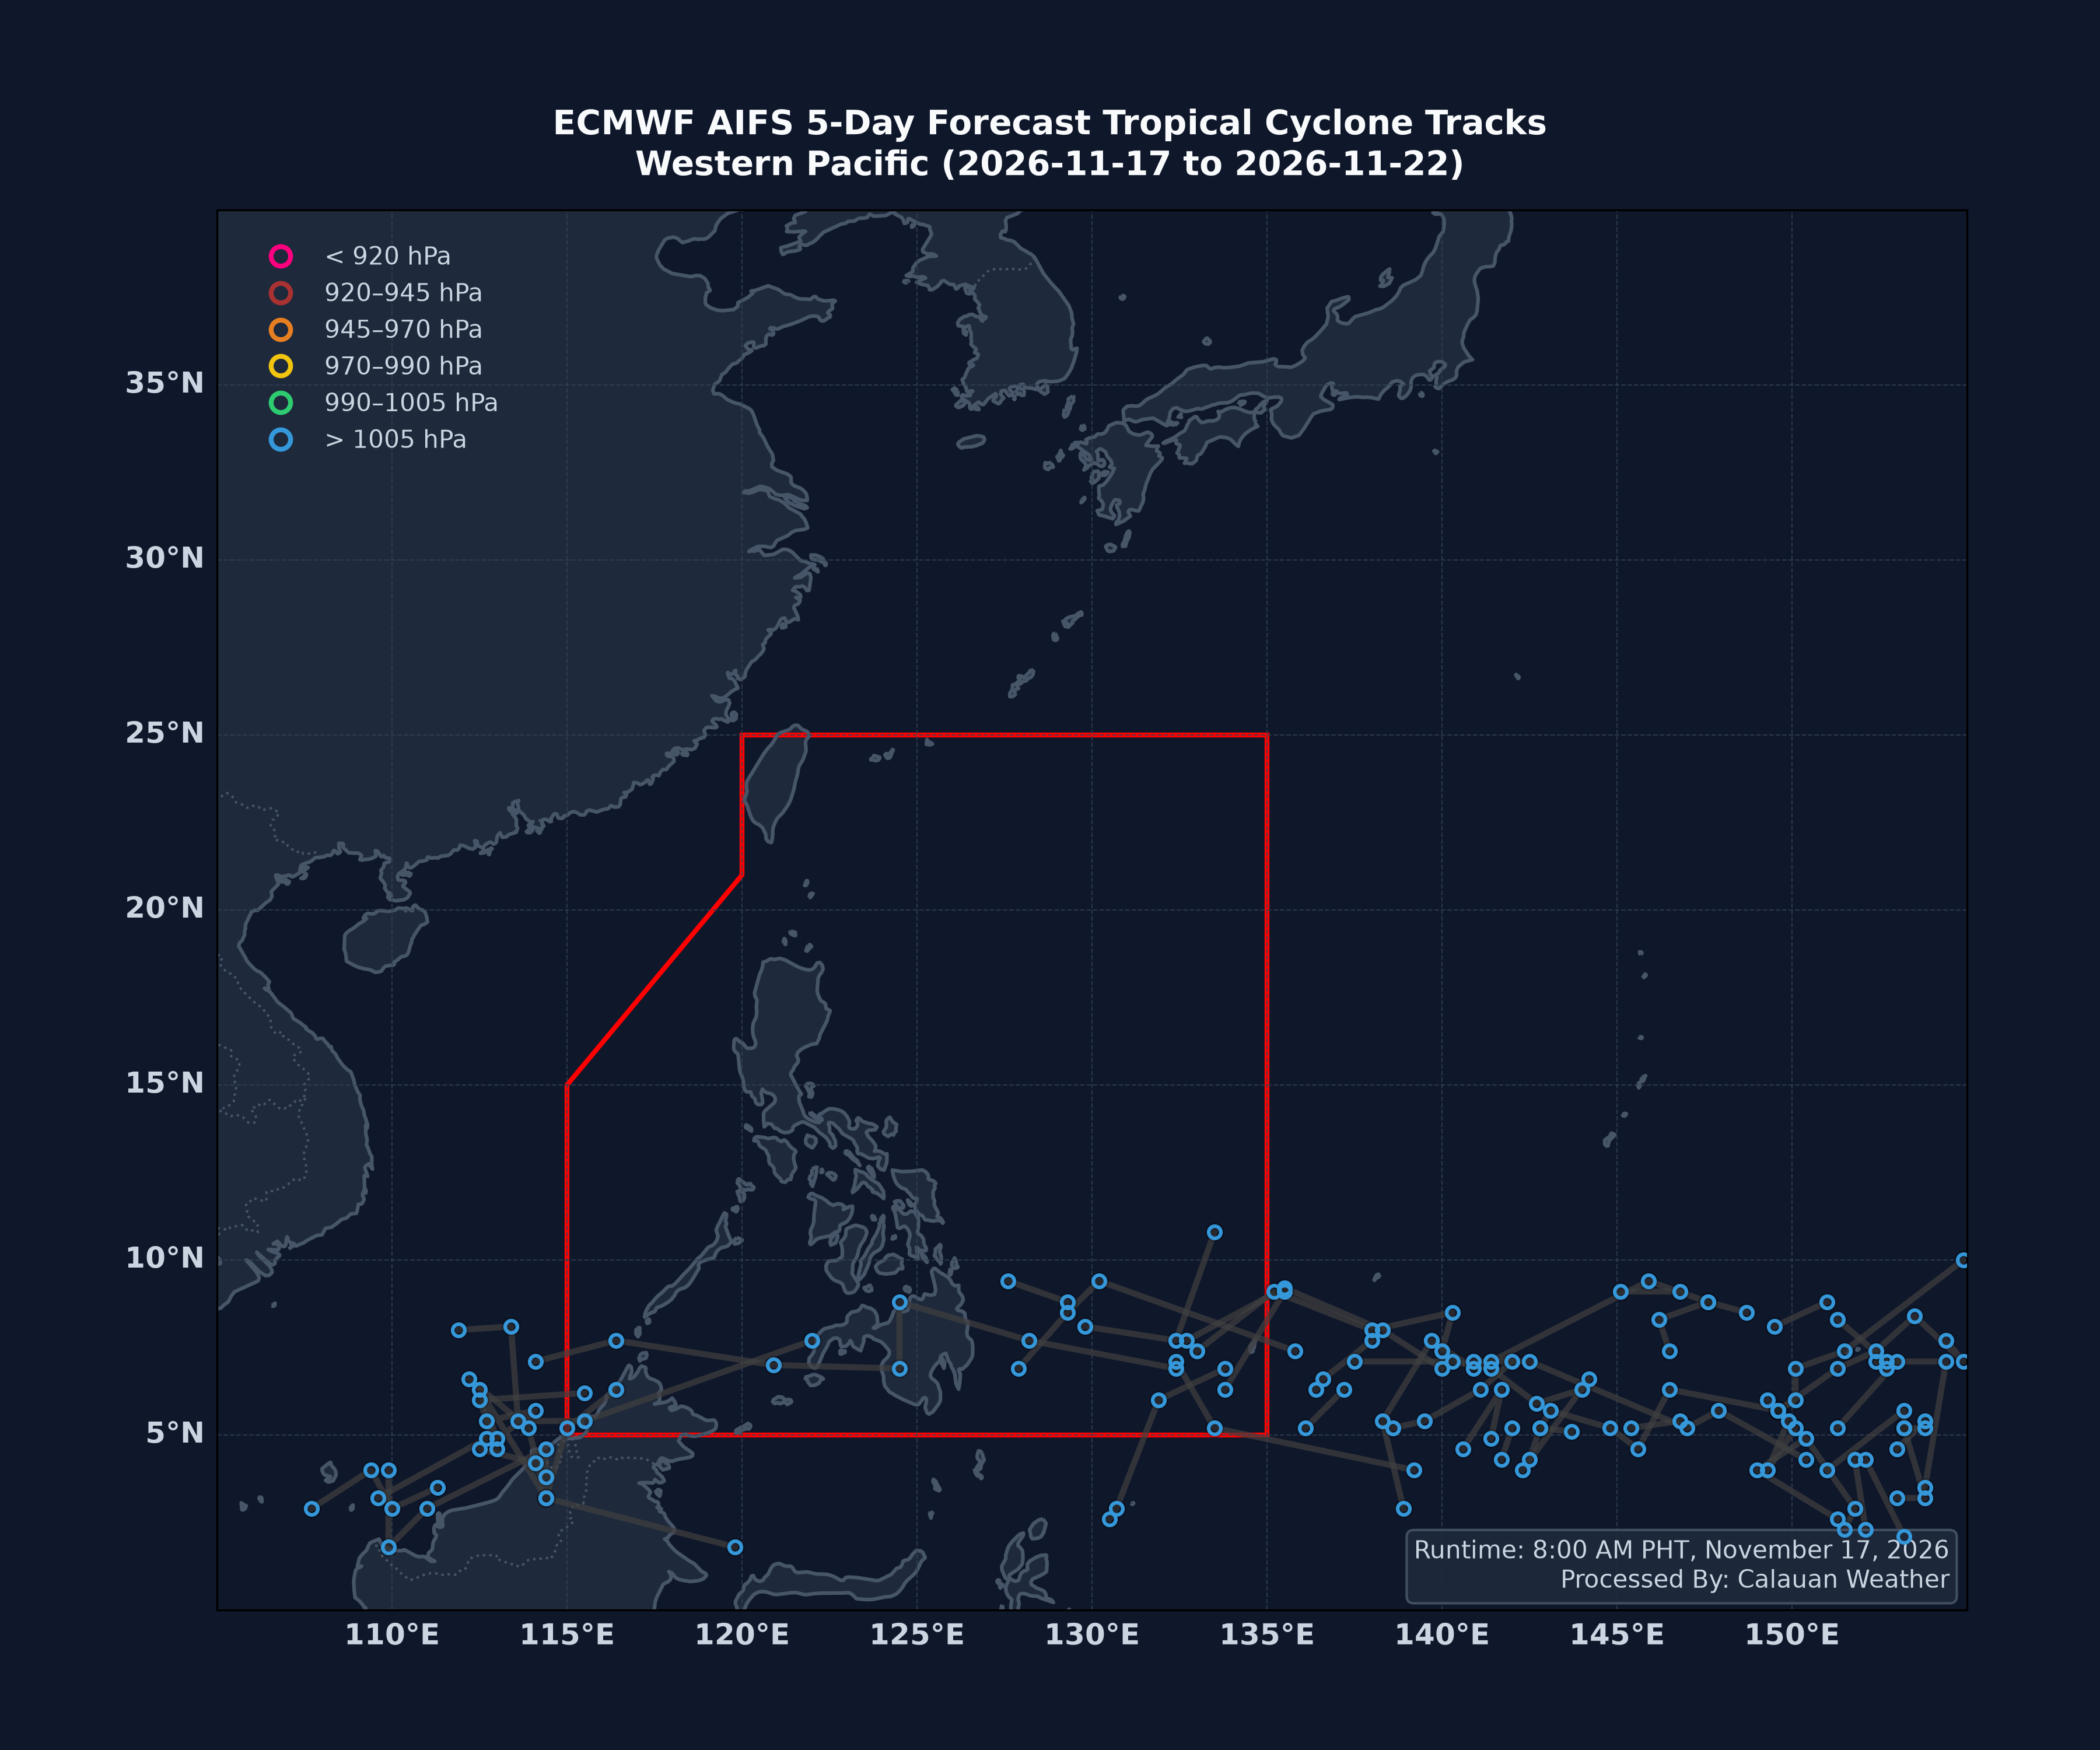 ECMWF AIFS 5-Day Forecast Tropical Cyclone Tracks
Western Pacific (2026-11-17 to 2026-11-22)
< 920 hPa
920–945 hPa
945–970 hPa
970–990 hPa
990–1005 hPa
> 1005 hPa
35°N
30°N
25°N
20°N
15°N
10°N
5°N
Runtime: 8:00 AM PHT, November 17, 2026
Processed By: Calauan Weather
110°E 115°E 120°E 125°E 130°E 135°E 140°E 145°E 150°E